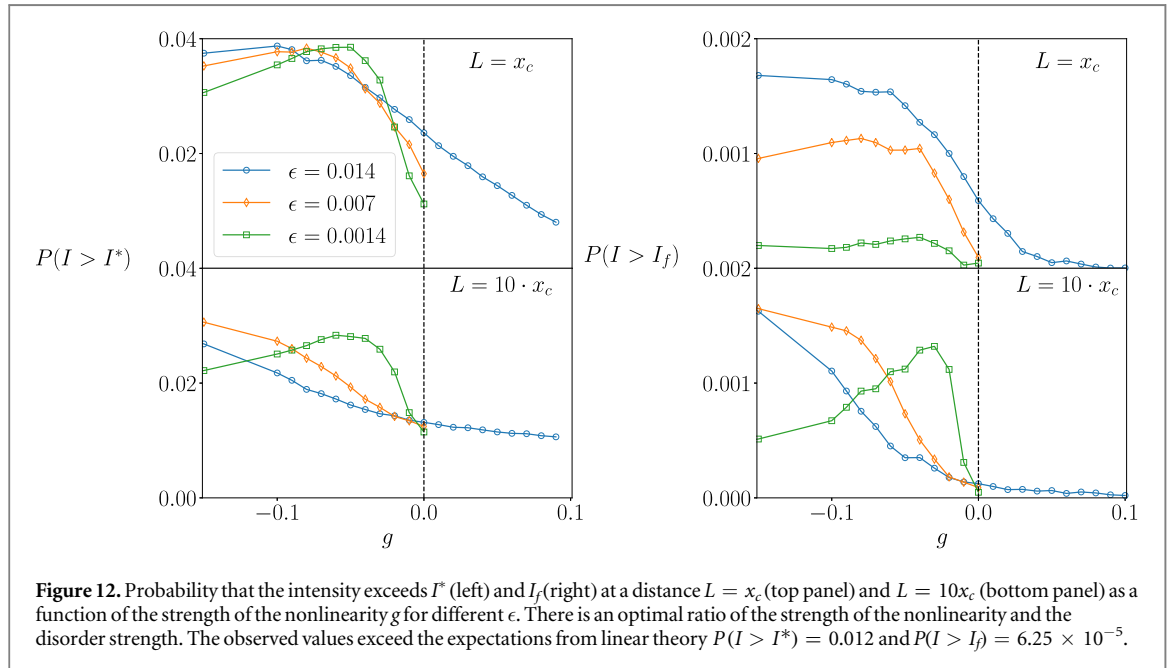 0.04
L = x_c
0.02
ϵ = 0.014
ϵ = 0.007
ϵ = 0.0014
P(I > I*)
0.04
L = 10 · x_c
0.02
0.00
−0.1
0.0
0.1
g
0.002
L = x_c
0.001
P(I > I_f)
0.002
L = 10 · x_c
0.001
0.000
−0.1
0.0
0.1
g
Figure 12. Probability that the intensity exceeds I* (left) and I_f (right) at a distance L = x_c (top panel) and L = 10x_c (bottom panel) as a
function of the strength of the nonlinearity g for different ϵ. There is an optimal ratio of the strength of the nonlinearity and the
disorder strength. The observed values exceed the expectations from linear theory P(I > I*) = 0.012 and P(I > I_f) = 6.25 × 10⁻⁵.